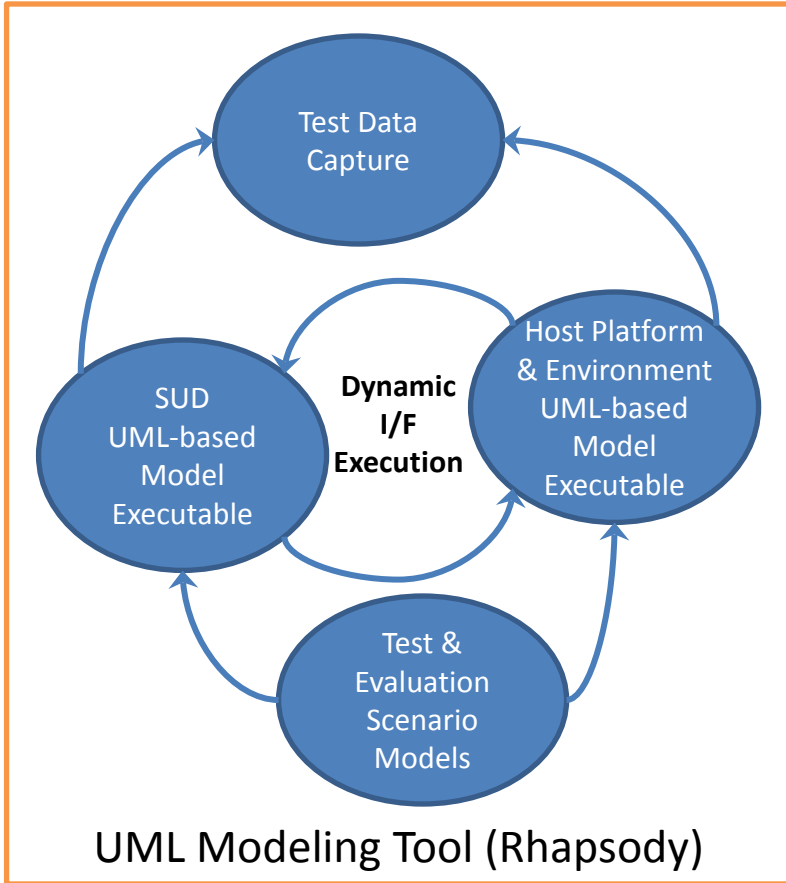 Test Data
Capture
Host Platform
& Environment
UML-based
Model
Executable
SUD
UML-based
Model
Executable
Dynamic
I/F
Execution
Test &
Evaluation
Scenario
Models
UML Modeling Tool (Rhapsody)